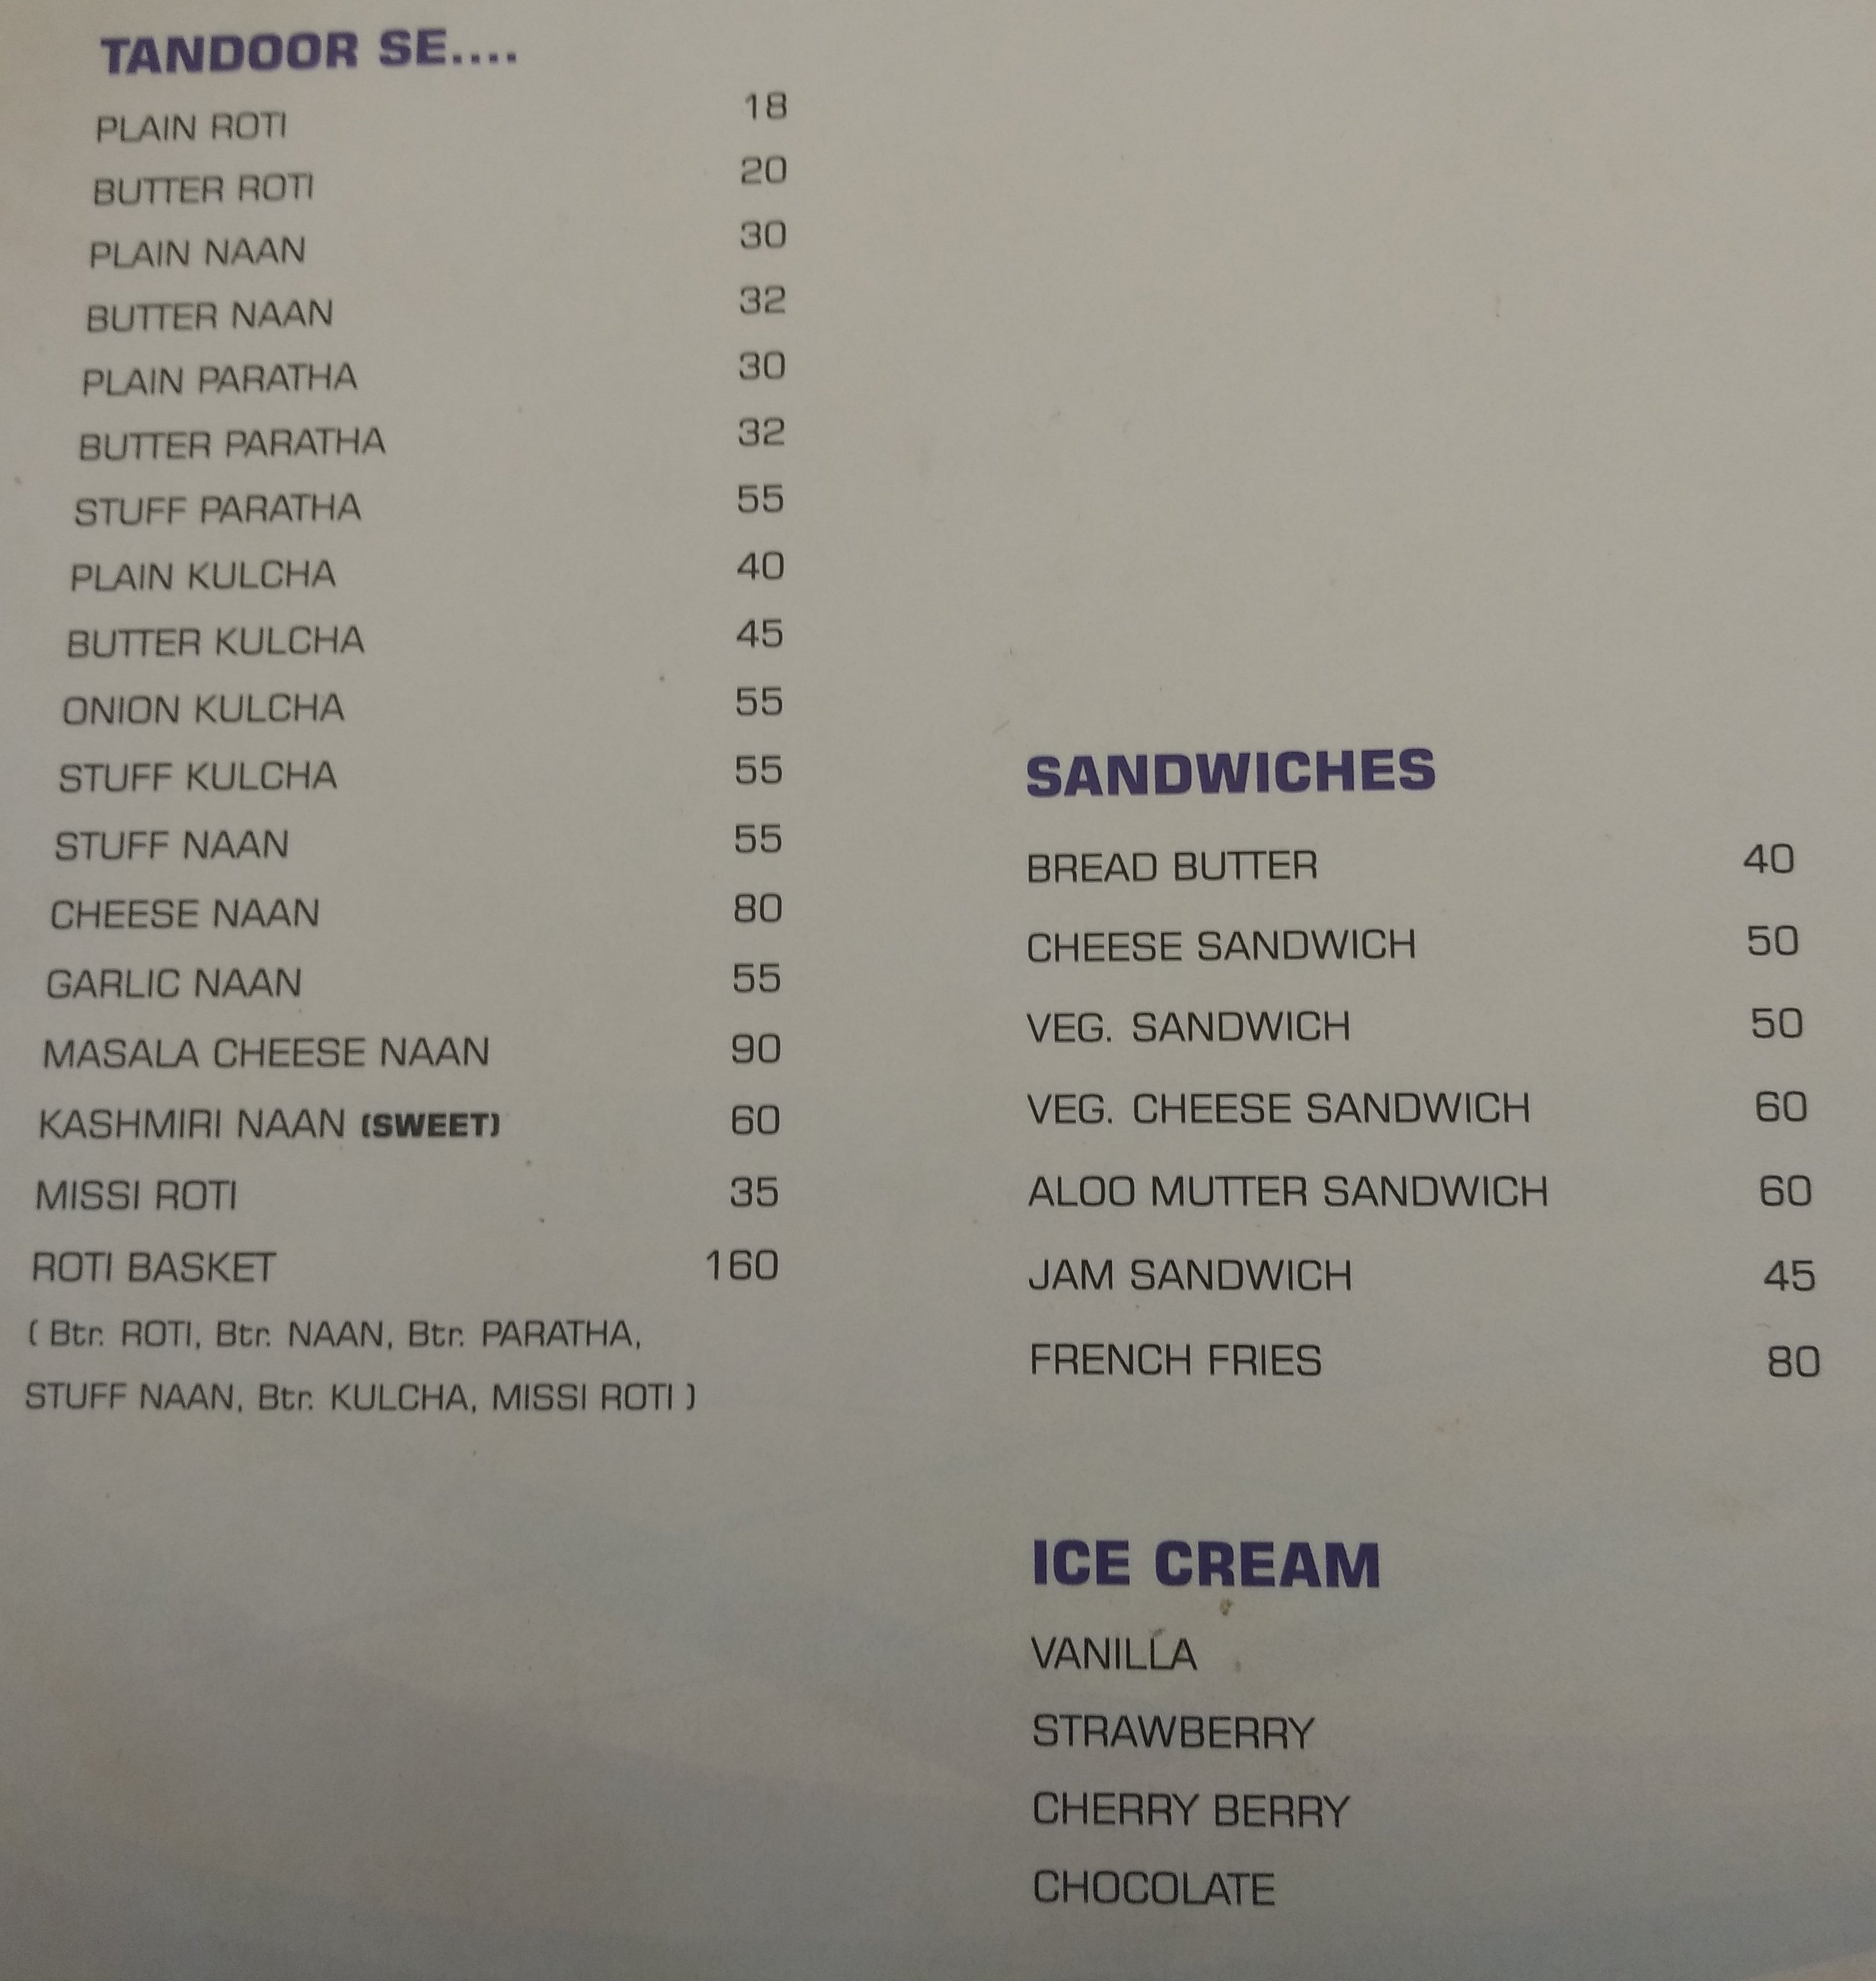 TANDOOR SE....
PLAIN ROTI 18
BUTTER ROTI 20
PLAIN NAAN 30
BUTTER NAAN 32
PLAIN PARATHA 30
BUTTER PARATHA 32
STUFF PARATHA 55
PLAIN KULCHA 40
BUTTER KULCHA 45
ONION KULCHA 55
STUFF KULCHA 55
STUFF NAAN 55
CHEESE NAAN 80
GARLIC NAAN 55
MASALA CHEESE NAAN 90
KASHMIRI NAAN (SWEET) 60
MISSI ROTI 35
ROTI BASKET 160
( Btr. ROTI, Btr. NAAN, Btr. PARATHA,
STUFF NAAN, Btr. KULCHA, MISSI ROTI )
SANDWICHES
BREAD BUTTER 40
CHEESE SANDWICH 50
VEG. SANDWICH 50
VEG. CHEESE SANDWICH 60
ALOO MUTTER SANDWICH 60
JAM SANDWICH 45
FRENCH FRIES 80
ICE CREAM
VANILLA
STRAWBERRY
CHERRY BERRY
CHOCOLATE